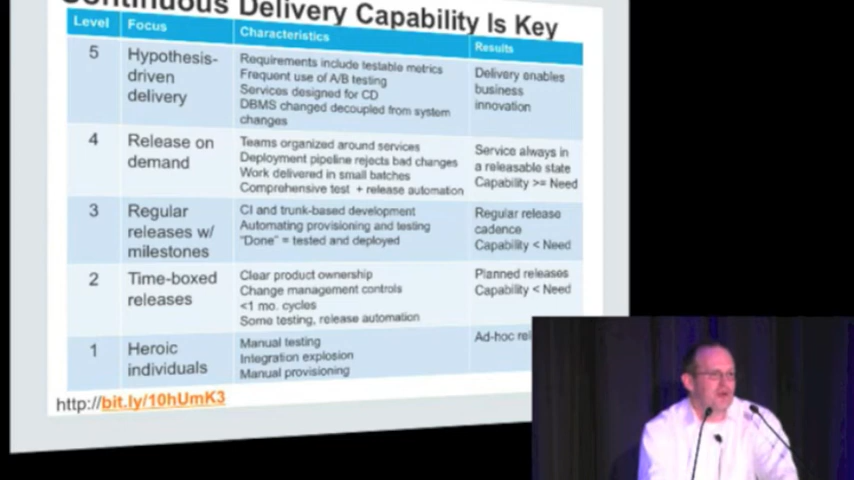 Continuous Delivery Capability Is Key
Level Focus Characteristics Results
5 Hypothesis-driven delivery
Requirements include testable metrics
Frequent use of A/B testing
Services designed for CD
DBMS changed decoupled from system
changes
Delivery enables
business
innovation
4 Release on
demand
Teams organized around services
Deployment pipeline rejects bad changes
Work delivered in small batches
Comprehensive test + release automation
Service always in
a releasable state
Capability >= Need
3 Regular
releases w/
milestones
CI and trunk-based development
Automating provisioning and testing
"Done" = tested and deployed
Regular release
cadence
Capability < Need
2 Time-boxed
releases
Clear product ownership
Change management controls
<1 mo. cycles
Some testing, release automation
Planned releases
Capability < Need
1 Heroic
individuals
Manual testing
Integration explosion
Manual provisioning
Ad-hoc
http://bit.ly/10hUmK3